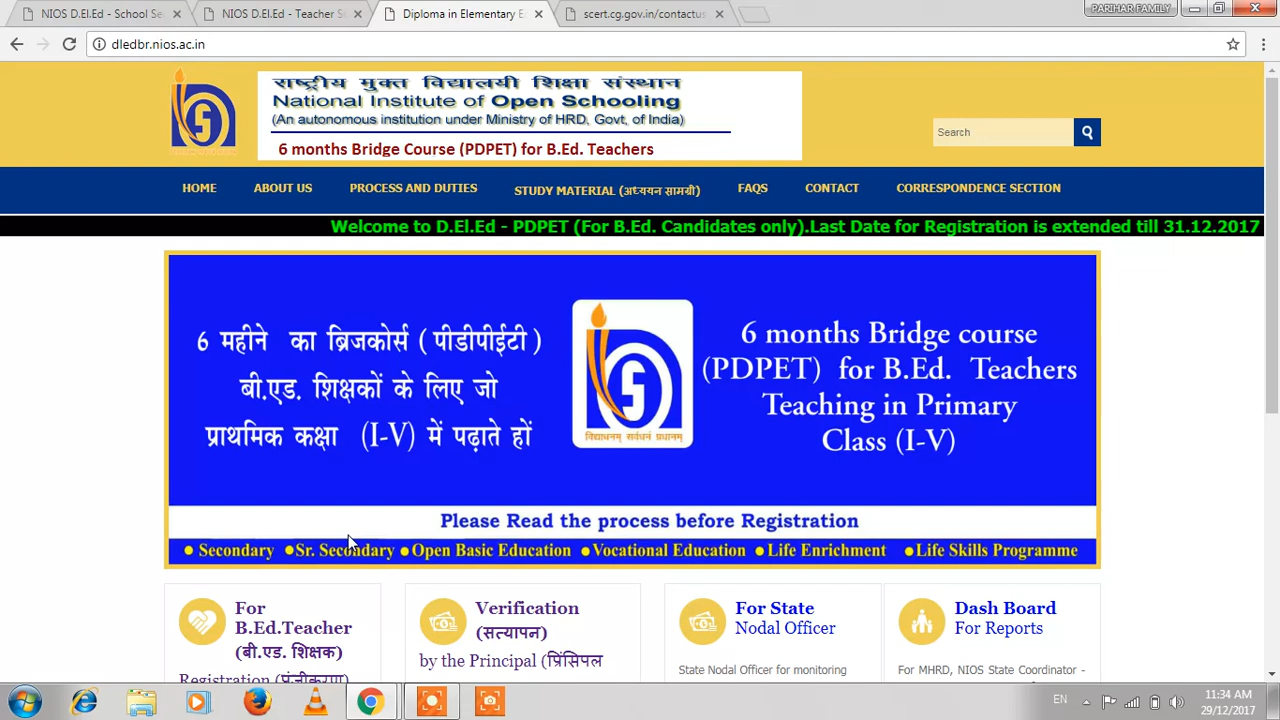 NIOS D.El.Ed - School Se
NIOS D.El.Ed - Teacher S
Diploma in Elementary E
scert.cg.gov.in/contactus
PARIHAR FAMILY
dledbr.nios.ac.in
राष्ट्रीय मुक्त विद्यालयी शिक्षा संस्थान
National Institute of Open Schooling
(An autonomous institution under Ministry of HRD, Govt, of India)
6 months Bridge Course (PDPET) for B.Ed. Teachers
Search
HOME ABOUT US PROCESS AND DUTIES STUDY MATERIAL (अध्ययन सामग्री) FAQS CONTACT CORRESPONDENCE SECTION
Welcome to D.El.Ed - PDPET (For B.Ed. Candidates only).Last Date for Registration is extended till 31.12.2017
6 महीने का ब्रिजकोर्स ( पीडीपीईटी )
बी.एड. शिक्षकों के लिए जो
प्राथमिक कक्षा (I-V) में पढ़ाते हों
विद्याधनम् सर्वधनं प्रधानम्
6 months Bridge course
(PDPET) for B.Ed. Teachers
Teaching in Primary
Class (I-V)
Please Read the process before Registration
● Secondary ●Sr. Secondary ●Open Basic Education ●Vocational Education ●Life Enrichment ●Life Skills Programme
For
B.Ed.Teacher
(बी.एड. शिक्षक)
Registration (पंजीकरण)
Verification
(सत्यापन)
by the Principal (प्रिंसिपल
For State
Nodal Officer
State Nodal Officer for monitoring
Dash Board
For Reports
For MHRD, NIOS State Coordinator -
EN
11:34 AM
29/12/2017